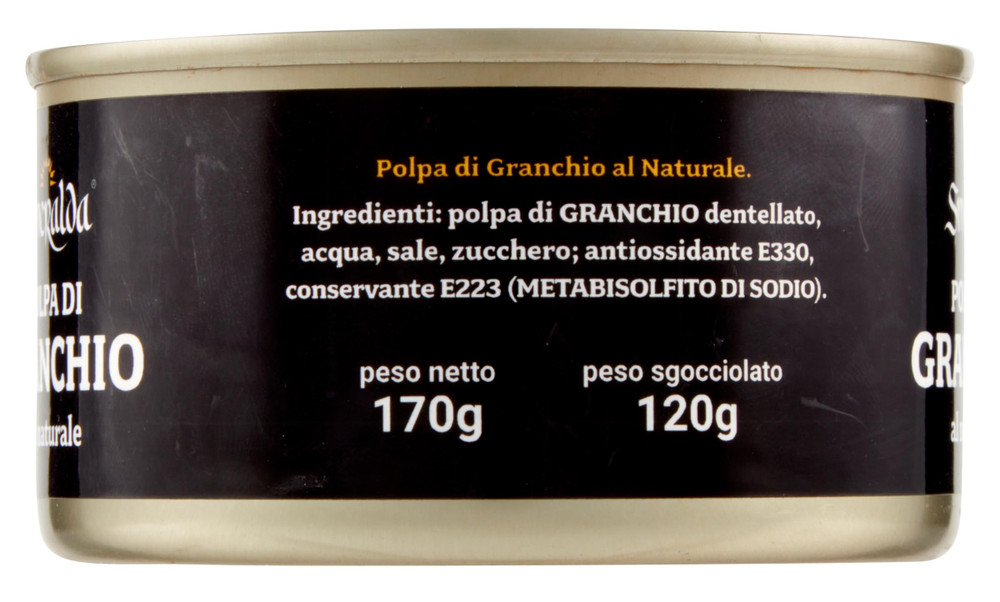 Polpa di Granchio al Naturale.
Ingredienti: polpa di GRANCHIO dentellato,
acqua, sale, zucchero; antiossidante E330,
conservante E223 (METABISOLFITO DI SODIO).
peso netto
170g
peso sgocciolato
120g
DI